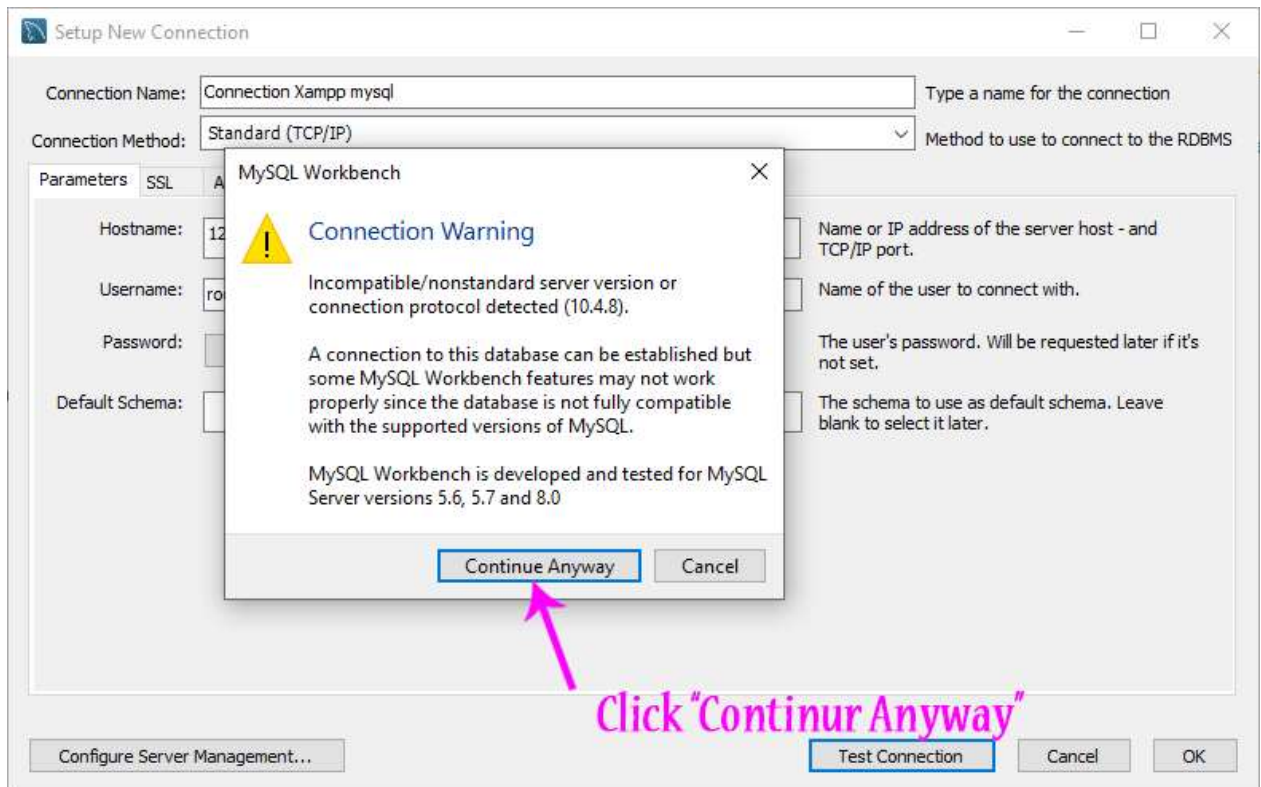 Setup New Connection
Connection Name: Connection Xampp mysql Type a name for the connection
Connection Method: Standard (TCP/IP) Method to use to connect to the RDBMS
Parameters SSL A
MySQL Workbench
Hostname: 12 Name or IP address of the server host - and
TCP/IP port.
Username: Name of the user to connect with.
Password: The user's password. Will be requested later if it's
not set.
Default Schema: The schema to use as default schema. Leave
blank to select it later.
Connection Warning
Incompatible/nonstandard server version or
connection protocol detected (10.4.8).
A connection to this database can be established but
some MySQL Workbench features may not work
properly since the database is not fully compatible
with the supported versions of MySQL.
MySQL Workbench is developed and tested for MySQL
Server versions 5.6, 5.7 and 8.0
Continue Anyway Cancel
Click "Continur Anyway"
Configure Server Management... Test Connection Cancel OK